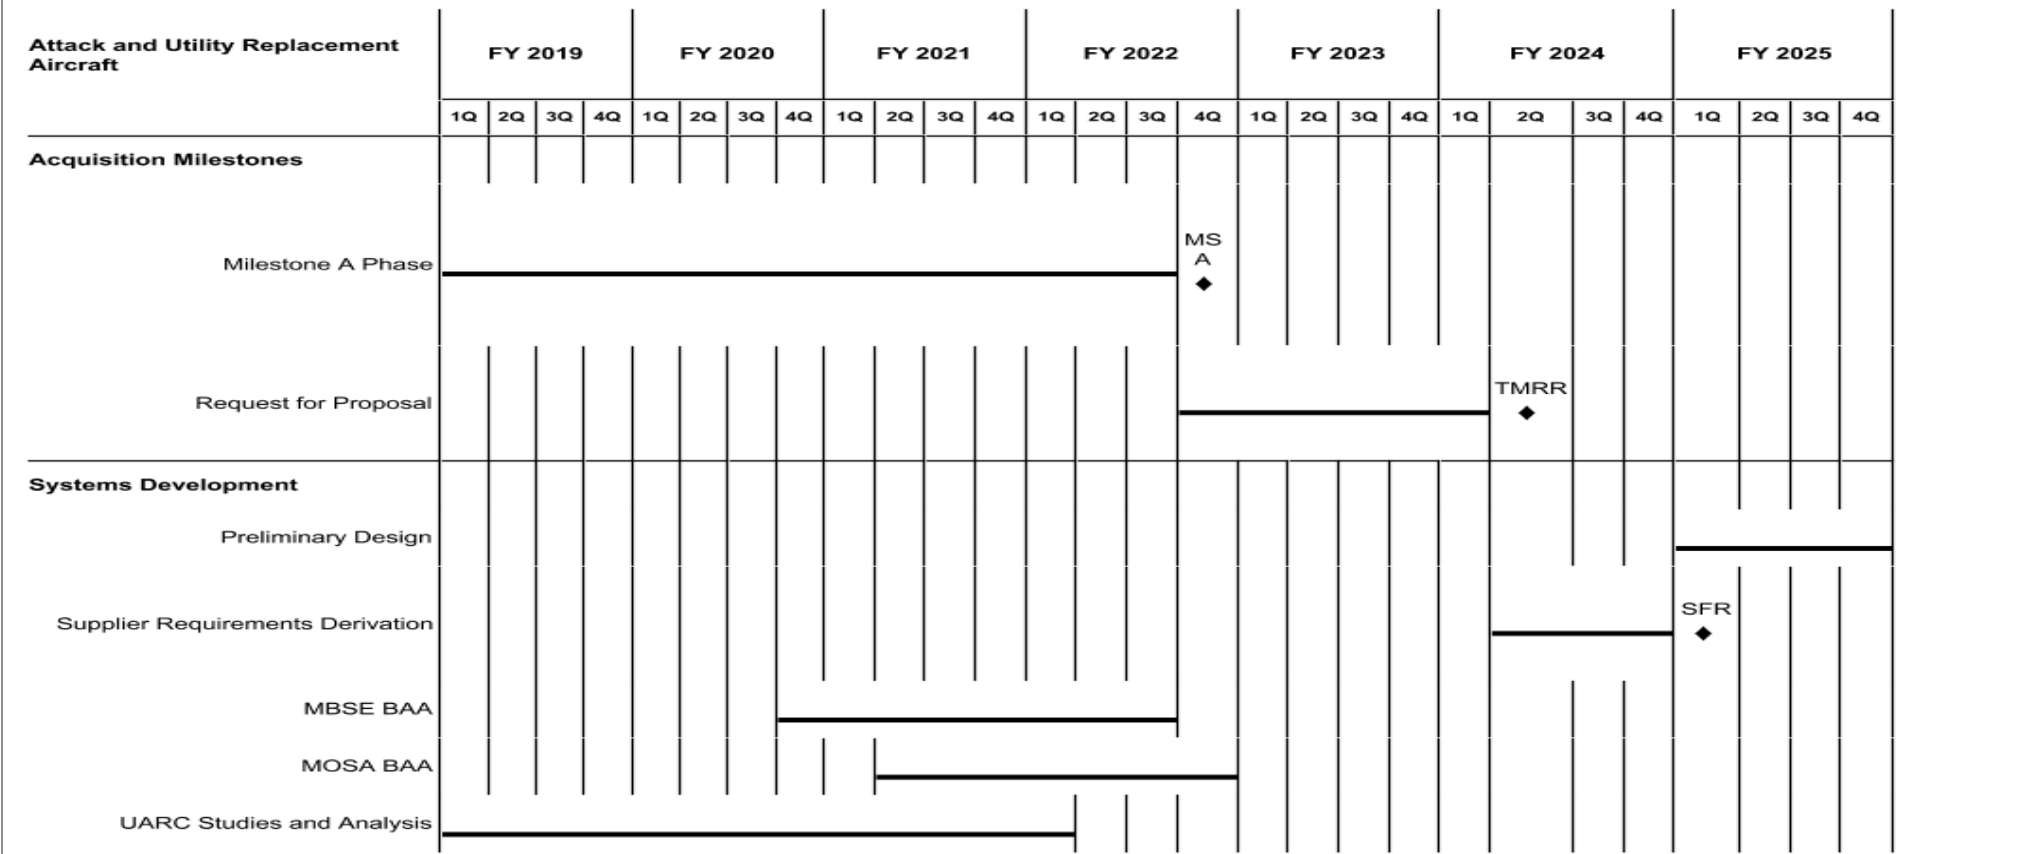 Attack and Utility Replacement
Aircraft
FY 2019 FY 2020 FY 2021 FY 2022 FY 2023 FY 2024 FY 2025
1Q 2Q 3Q 4Q 1Q 2Q 3Q 4Q 1Q 2Q 3Q 4Q 1Q 2Q 3Q 4Q 1Q 2Q 3Q 4Q 1Q 2Q 3Q 4Q 1Q 2Q 3Q 4Q
Acquisition Milestones
MS
A
Milestone A Phase
TMRR
Request for Proposal
Systems Development
Preliminary Design
SFR
Supplier Requirements Derivation
MBSE BAA
MOSA BAA
UARC Studies and Analysis